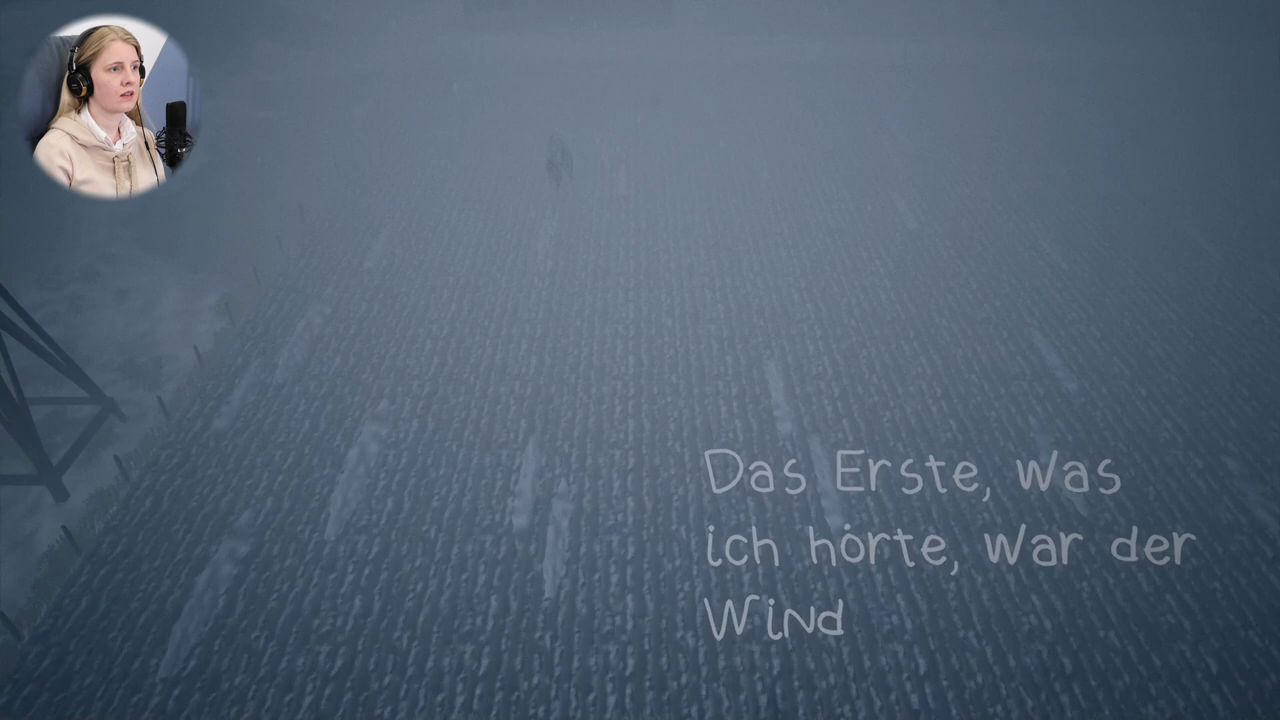 Das Erste, was
ich hörte, war der
Wind